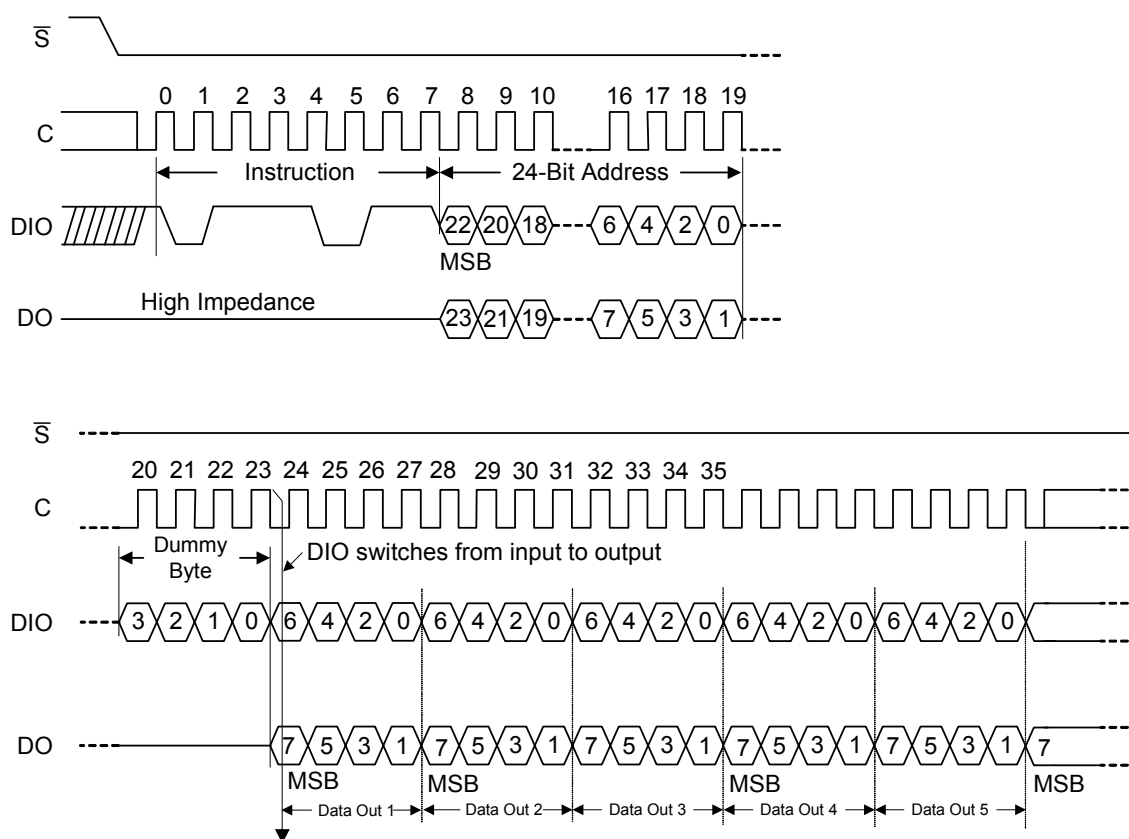 S
0 1 2 3 4 5 6 7 8 9 10 16 17 18 19
C
Instruction 24-Bit Address
DIO 22 20 18 6 4 2 0
MSB
High Impedance
DO 23 21 19 7 5 3 1
S
20 21 22 23 24 25 26 27 28 29 30 31 32 33 34 35
C
Dummy
Byte
DIO switches from input to output
DIO 3 2 1 0 6 4 2 0 6 4 2 0 6 4 2 0 6 4 2 0 6 4 2 0
DO 7 5 3 1 7 5 3 1 7 5 3 1 7 5 3 1 7 5 3 1 7
MSB MSB MSB MSB
Data Out 1 Data Out 2 Data Out 3 Data Out 4 Data Out 5